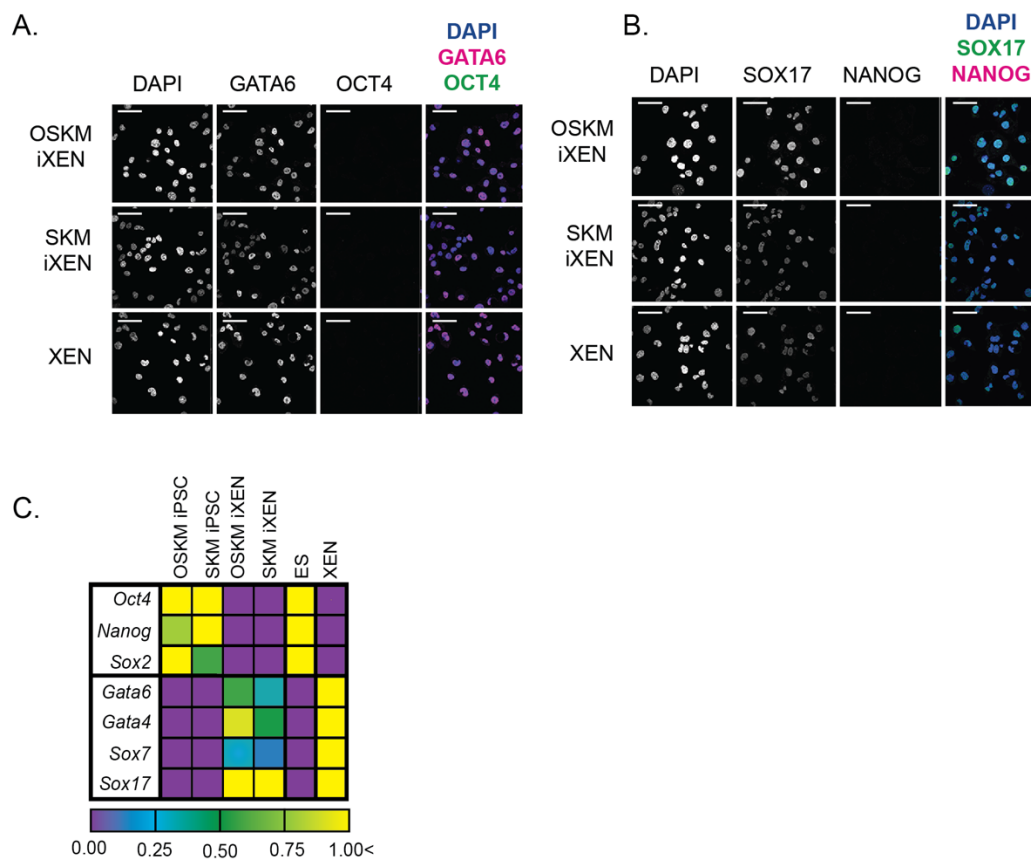 A.
DAPI
GATA6
OCT4
DAPI GATA6 OCT4
OSKM
iXEN
SKM
iXEN
XEN
B.
DAPI
SOX17
NANOG
DAPI SOX17 NANOG
OSKM
iXEN
SKM
iXEN
XEN
C.
OSKM iPSC
SKM iPSC
OSKM iXEN
SKM iXEN
ES
XEN
Oct4
Nanog
Sox2
Gata6
Gata4
Sox7
Sox17
0.00 0.25 0.50 0.75 1.00<